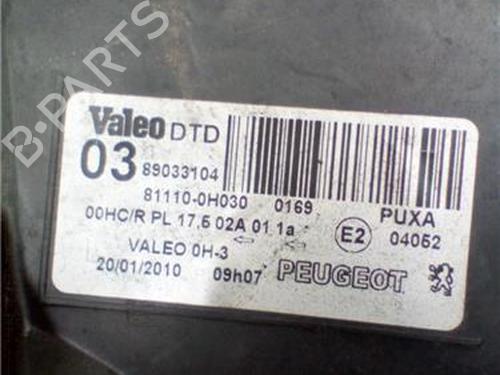 Valeo DTD
03 89033104
81110-0H030 0169 PUXA
00HC/R PL 17,5 02A 01 1a E2 04052
VALEO 0H-3
20/01/2010 09h07 PEUGEOT
B-PARTS